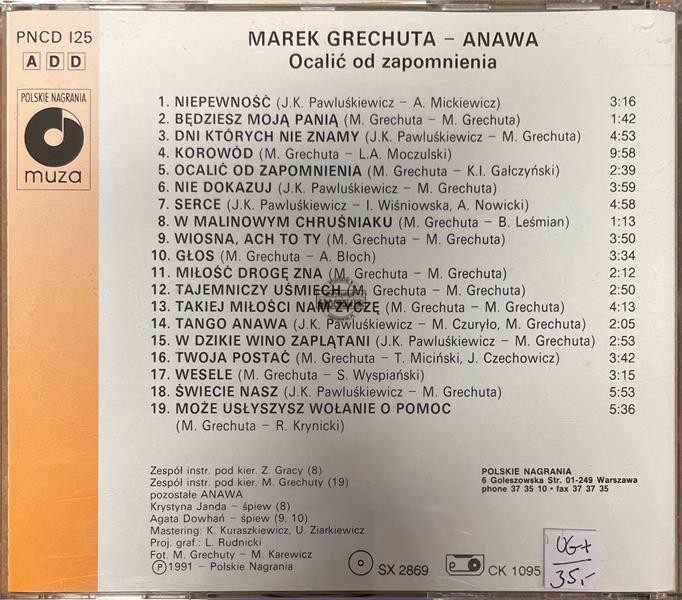 PNCD 125
A D D
POLSKIE NAGRANIA
muza
MAREK GRECHUTA – ANAWA
Ocalić od zapomnienia
1. NIEPEWNOŚĆ (J.K. Pawluśkiewicz – A. Mickiewicz) 3:16
2. BĘDZIESZ MOJĄ PANIĄ (M. Grechuta – M. Grechuta) 1:42
3. DNI KTÓRYCH NIE ZNAMY (J.K. Pawluśkiewicz – M. Grechuta) 4:53
4. KOROWÓD (M. Grechuta – L.A. Moczulski) 9:58
5. OCALIĆ OD ZAPOMNIENIA (M. Grechuta – K.I. Gałczyński) 2:39
6. NIE DOKAZUJ (J.K. Pawluśkiewicz – M. Grechuta) 3:59
7. SERCE (J.K. Pawluśkiewicz – I. Wiśniowska, A. Nowicki) 4:58
8. W MALINOWYM CHRUŚNIAKU (M. Grechuta – B. Leśmian) 1:13
9. WIOSNA, ACH TO TY (M. Grechuta – M. Grechuta) 3:50
10. GŁOS (M. Grechuta – A. Błoch) 3:34
11. MIŁOŚĆ DROGĘ ZNA (M. Grechuta – M. Grechuta) 2:12
12. TAJEMNICZY UŚMIECH (M. Grechuta – M. Grechuta) 2:50
13. TAKIEJ MIŁOŚCI NAM ŻYCZĘ (M. Grechuta – M. Grechuta) 4:13
14. TANGO ANAWA (J.K. Pawluśkiewicz – M. Czuryło, M. Grechuta) 2:05
15. W DZIKIE WINO ZAPLĄTANI (J.K. Pawluśkiewicz – M. Grechuta) 2:53
16. TWOJA POSTAĆ (M. Grechuta – T. Miciński, J. Czechowicz) 3:42
17. WESELE (M. Grechuta – S. Wyspiański) 3:15
18. ŚWIECIE NASZ (J.K. Pawluśkiewicz – M. Grechuta) 5:53
19. MOŻE USŁYSZYSZ WOŁANIE O POMOC 5:36
(M. Grechuta – R. Krynicki)
Zespół instr. pod kier. Z. Gracy (8)
Zespół instr. pod kier. M. Grechuty (19)
pozostałe ANAWA
Krystyna Janda – śpiew (8)
Agata Dowhań – śpiew (9, 10)
Mastering: K. Kuraszkiewicz, U. Ziarkiewicz
Proj. graf.: L. Rudnicki
Fot. M. Grechuty – M. Karewicz
Ⓟ 1991 – Polskie Nagrania
POLSKIE NAGRANIA
6 Goleszowska Str. 01-249 Warszawa
phone 37 35 10 • fax 37 37 35
SX 2869
CK 1095
VG+
35,-